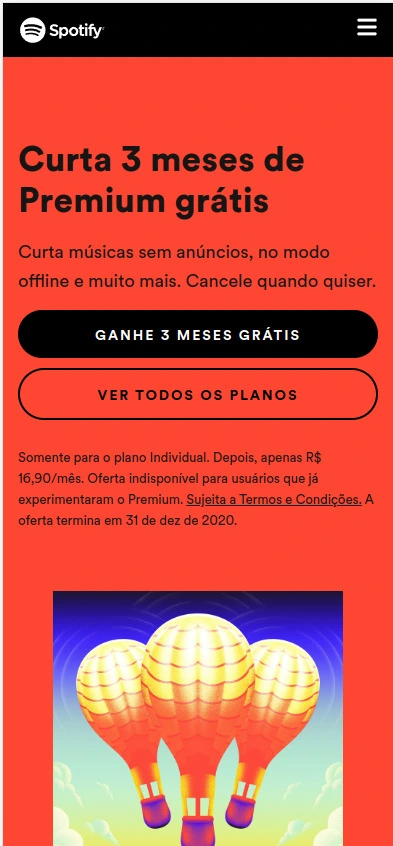 Spotify
Curta 3 meses de
Premium grátis
Curta músicas sem anúncios, no modo
offline e muito mais. Cancele quando quiser.
GANHE 3 MESES GRÁTIS
VER TODOS OS PLANOS
Somente para o plano Individual. Depois, apenas R$
16,90/mês. Oferta indisponível para usuários que já
experimentaram o Premium. Sujeita a Termos e Condições. A
oferta termina em 31 de dez de 2020.